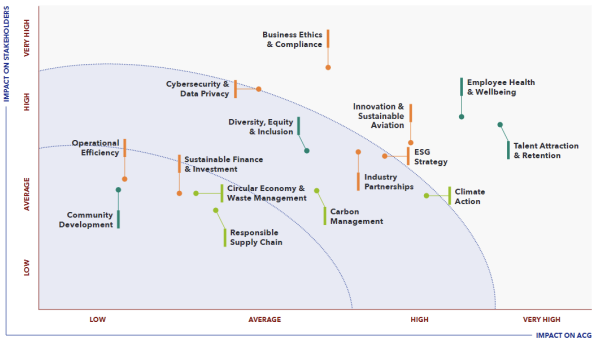 IMPACT ON STAKEHOLDERS
VERY HIGH
HIGH
AVERAGE
LOW
Business Ethics
& Compliance
Cybersecurity &
Data Privacy
Employee Health
& Wellbeing
Innovation &
Sustainable
Aviation
Diversity, Equity
& Inclusion
Talent Attraction
& Retention
Operational
Efficiency
ESG
Strategy
Sustainable Finance
& Investment
Industry
Partnerships
Circular Economy &
Waste Management
Climate
Action
Community
Development
Carbon
Management
Responsible
Supply Chain
LOW
AVERAGE
HIGH
VERY HIGH
IMPACT ON ACG